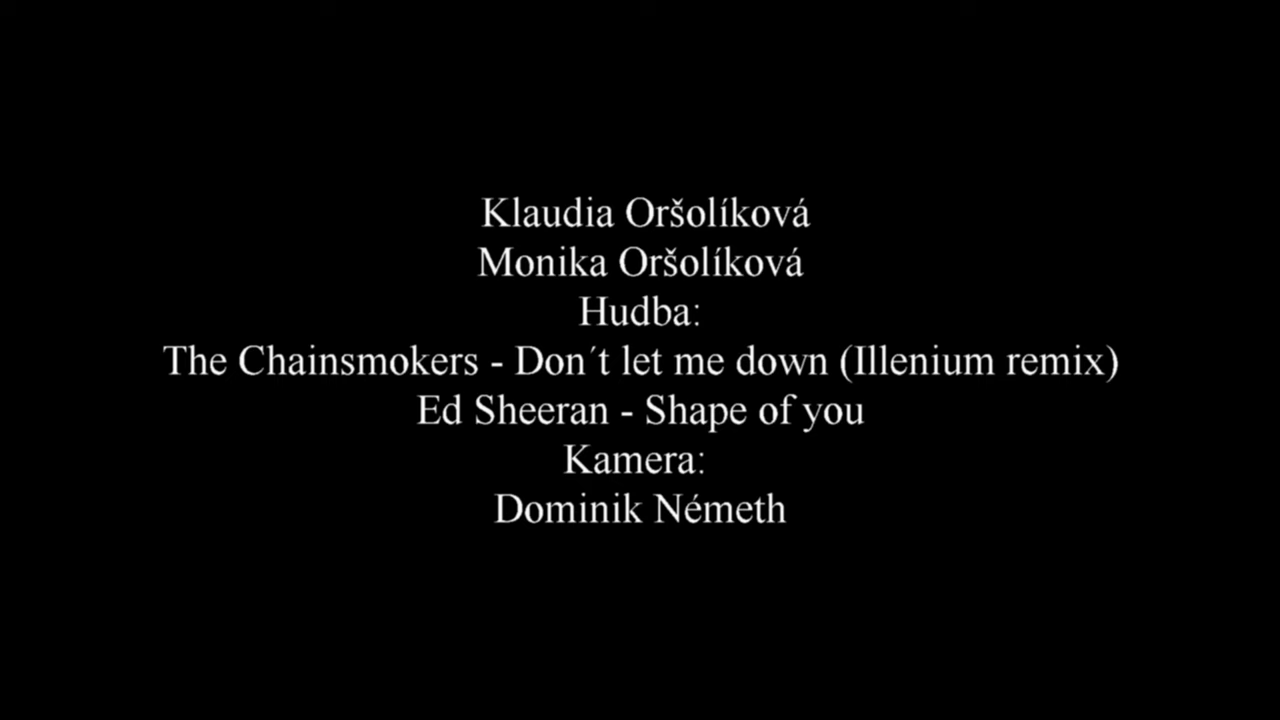 Klaudia Oršolíková
Monika Oršolíková
Hudba:
The Chainsmokers - Don´t let me down (Illenium remix)
Ed Sheeran - Shape of you
Kamera:
Dominik Németh